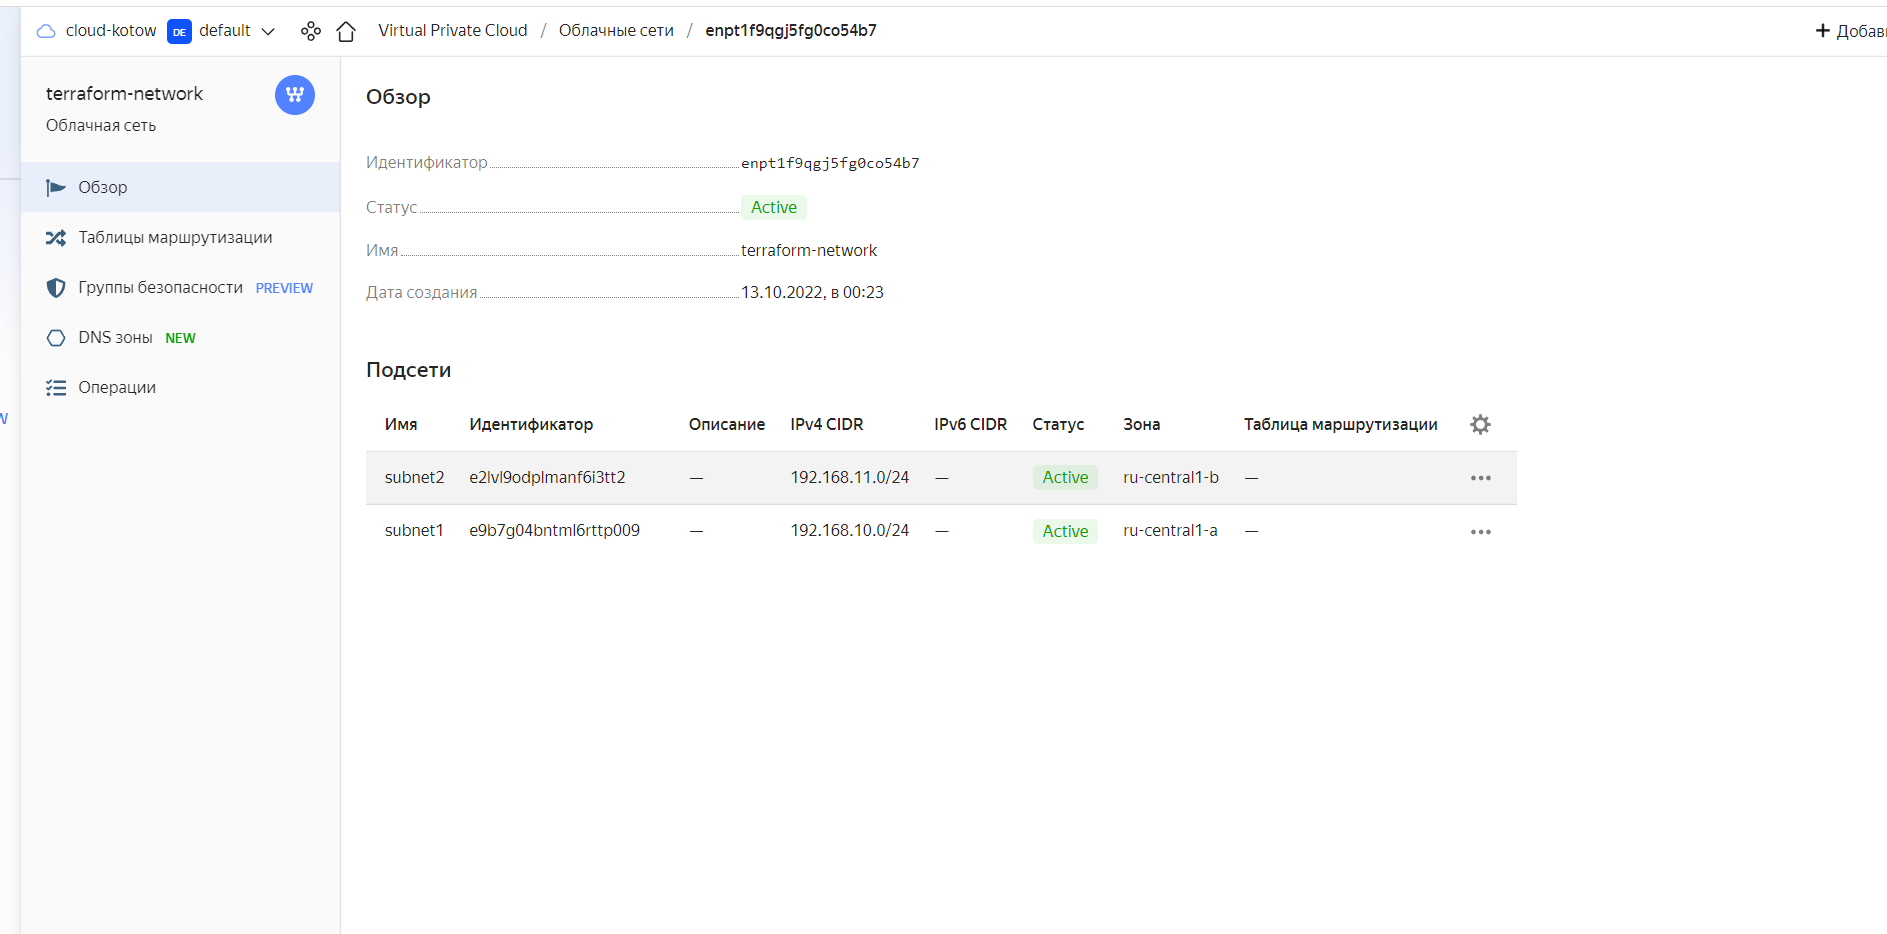 cloud-kotow DE default Virtual Private Cloud / Облачные сети / enpt1f9qgj5fg0co54b7 + Добав
terraform-network
Облачная сеть
Обзор
Таблицы маршрутизации
Группы безопасности PREVIEW
DNS зоны NEW
Операции
Обзор
Идентификатор enpt1f9qgj5fg0co54b7
Статус Active
Имя terraform-network
Дата создания 13.10.2022, в 00:23
Подсети
Имя Идентификатор Описание IPv4 CIDR IPv6 CIDR Статус Зона Таблица маршрутизации
subnet2 e2lvl9odplmanf6i3tt2 — 192.168.11.0/24 — Active ru-central1-b —
subnet1 e9b7g04bntml6rttp009 — 192.168.10.0/24 — Active ru-central1-a —